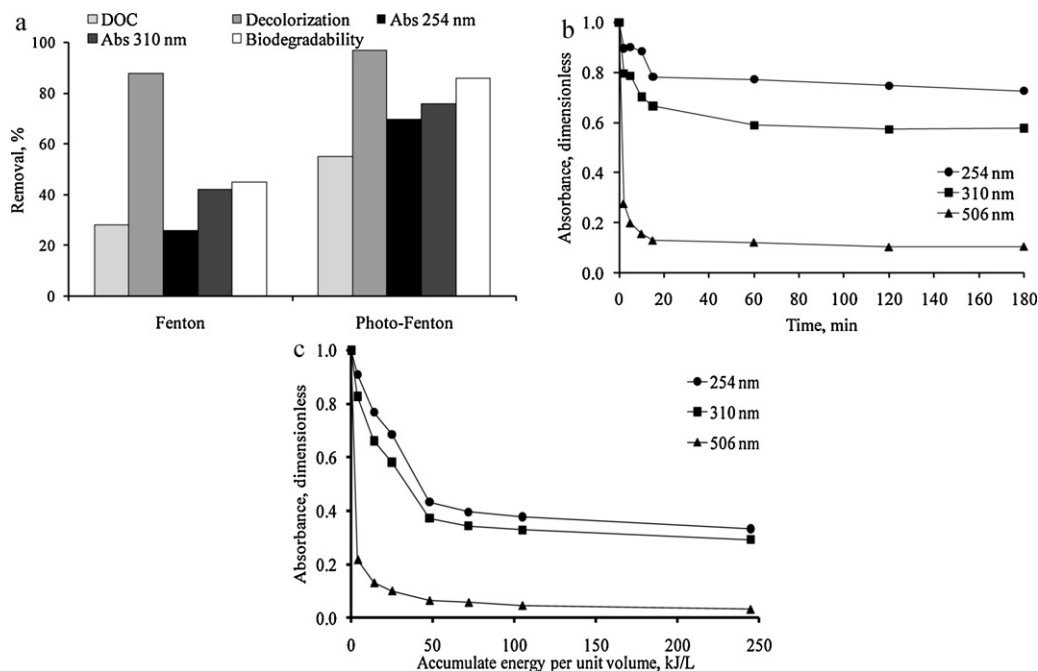 a
DOC Decolorization Abs 254 nm
Abs 310 nm Biodegradability
100
80
60
40
20
0
Removal, %
Fenton Photo-Fenton
b
1.0
0.8
0.6
0.4
0.2
0.0
Absorbance, dimensionless
254 nm
310 nm
506 nm
0 20 40 60 80 100 120 140 160 180
Time, min
c
1.0
0.8
0.6
0.4
0.2
0.0
Absorbance, dimensionless
254 nm
310 nm
506 nm
0 50 100 150 200 250
Accumulate energy per unit volume, kJ/L